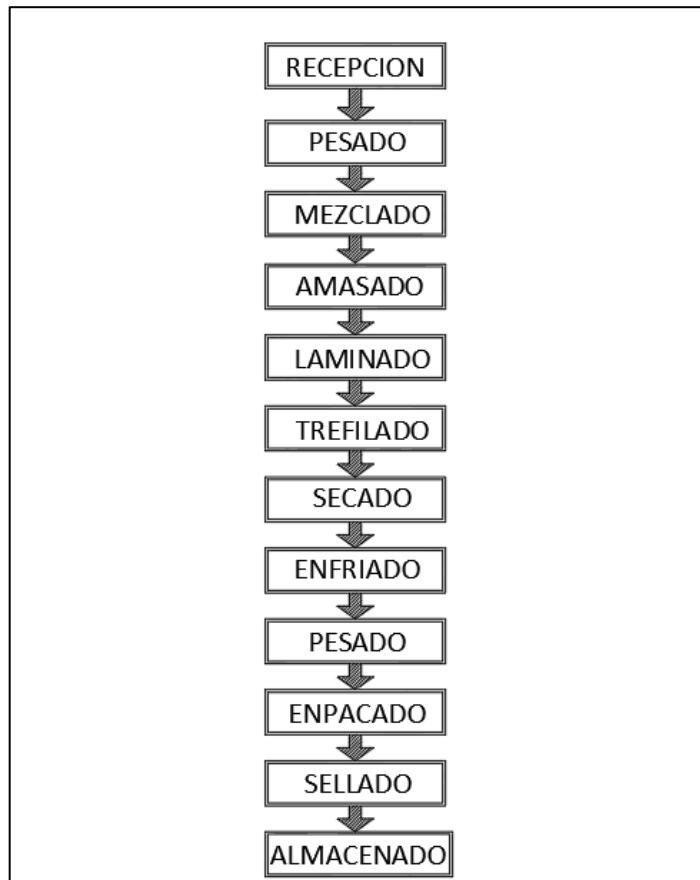 RECEPCION
PESADO
MEZCLADO
AMASADO
LAMINADO
TREFILADO
SECADO
ENFRIADO
PESADO
ENPACADO
SELLADO
ALMACENADO